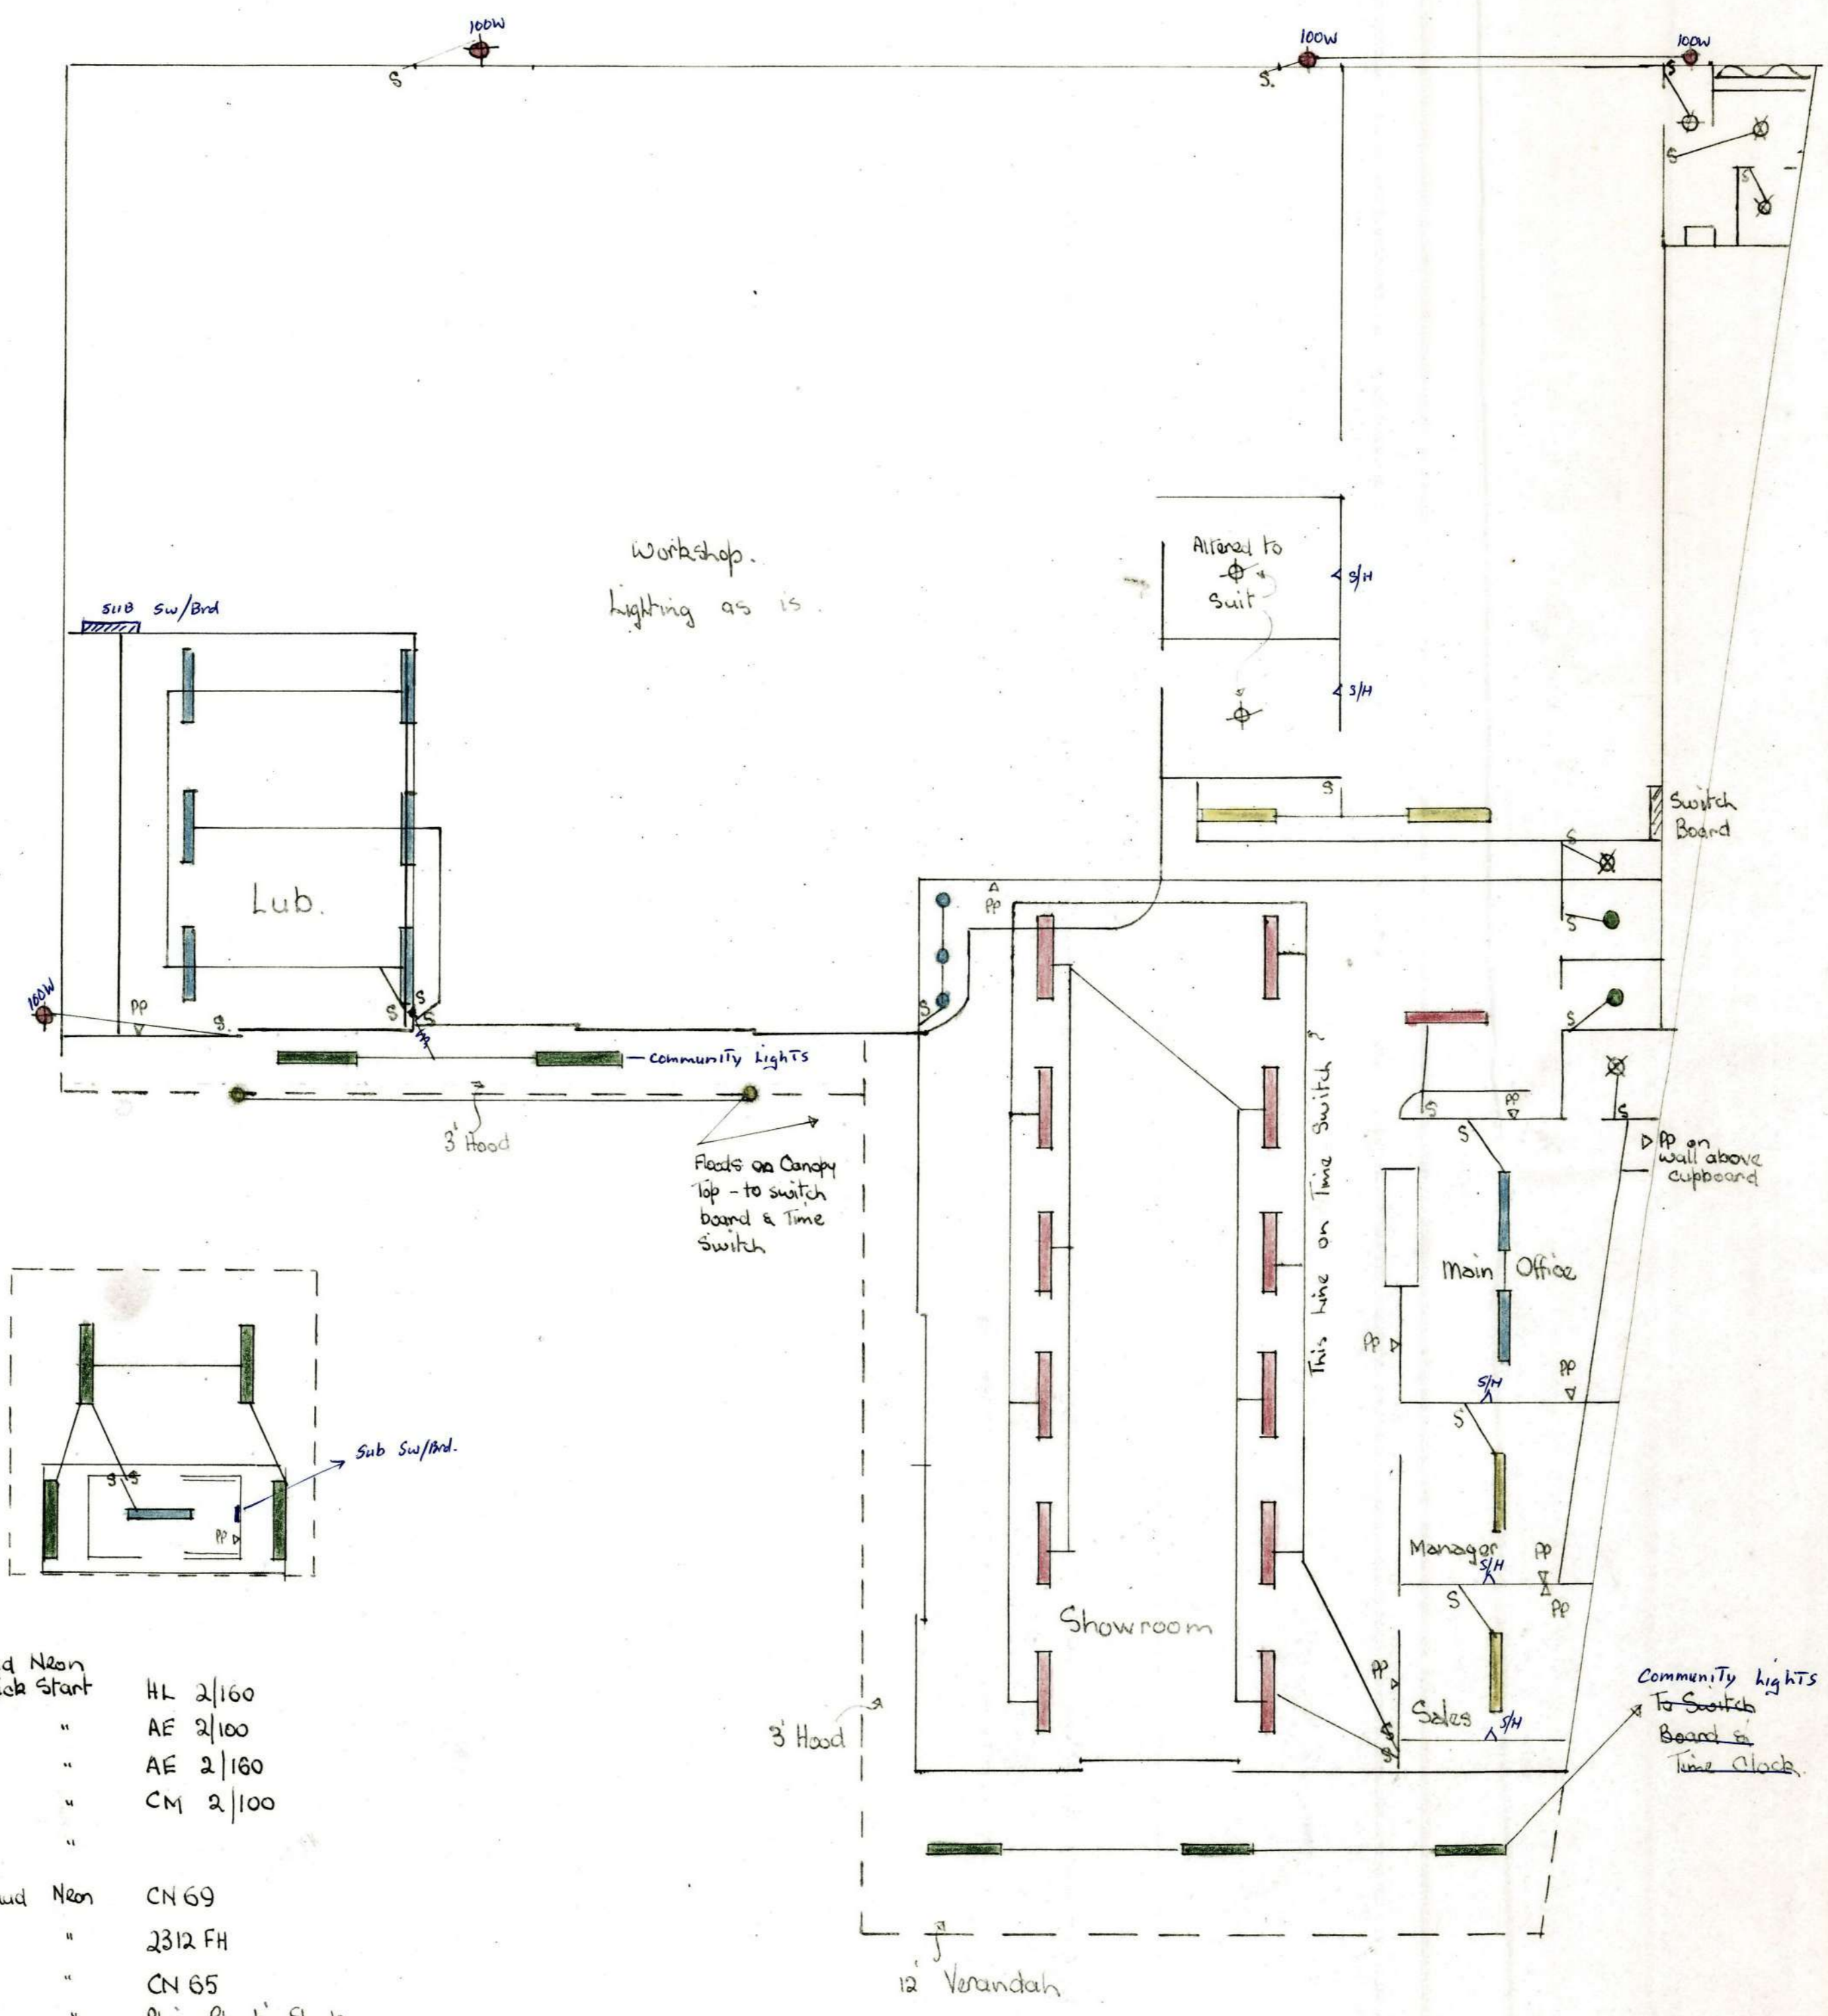 100W
100W
100W
S
S.
S
S
S
Workshop.
Lighting as is.
Altered to
Suit
S/H
S/H
SUB Sw/Brd
S
Switch
Board
S
S
S
Lub.
PP
S
100W
PP
S.
S
S
S
Community Lights
3' Hood
Floods on Canopy
Top - to switch
board & Time
Switch
This Line on Time Switch ?
S
PP
S
S
PP on
wall above
cupboard
Main Office
PP
S/H
PP
S
Sub Sw/Brd.
S S
PP
Manager
S/H
PP
PP
S
Showroom
PP
Sales
S/H
S
S
3' Hood
Community Lights
To Switch
Board &
Time Clock.
12' Verandah
Neon
Start HL 2/160
" AE 2/100
" AE 2/160
" CM 2/100
"
Neon CN 69
" 2312 FH
" CN 65